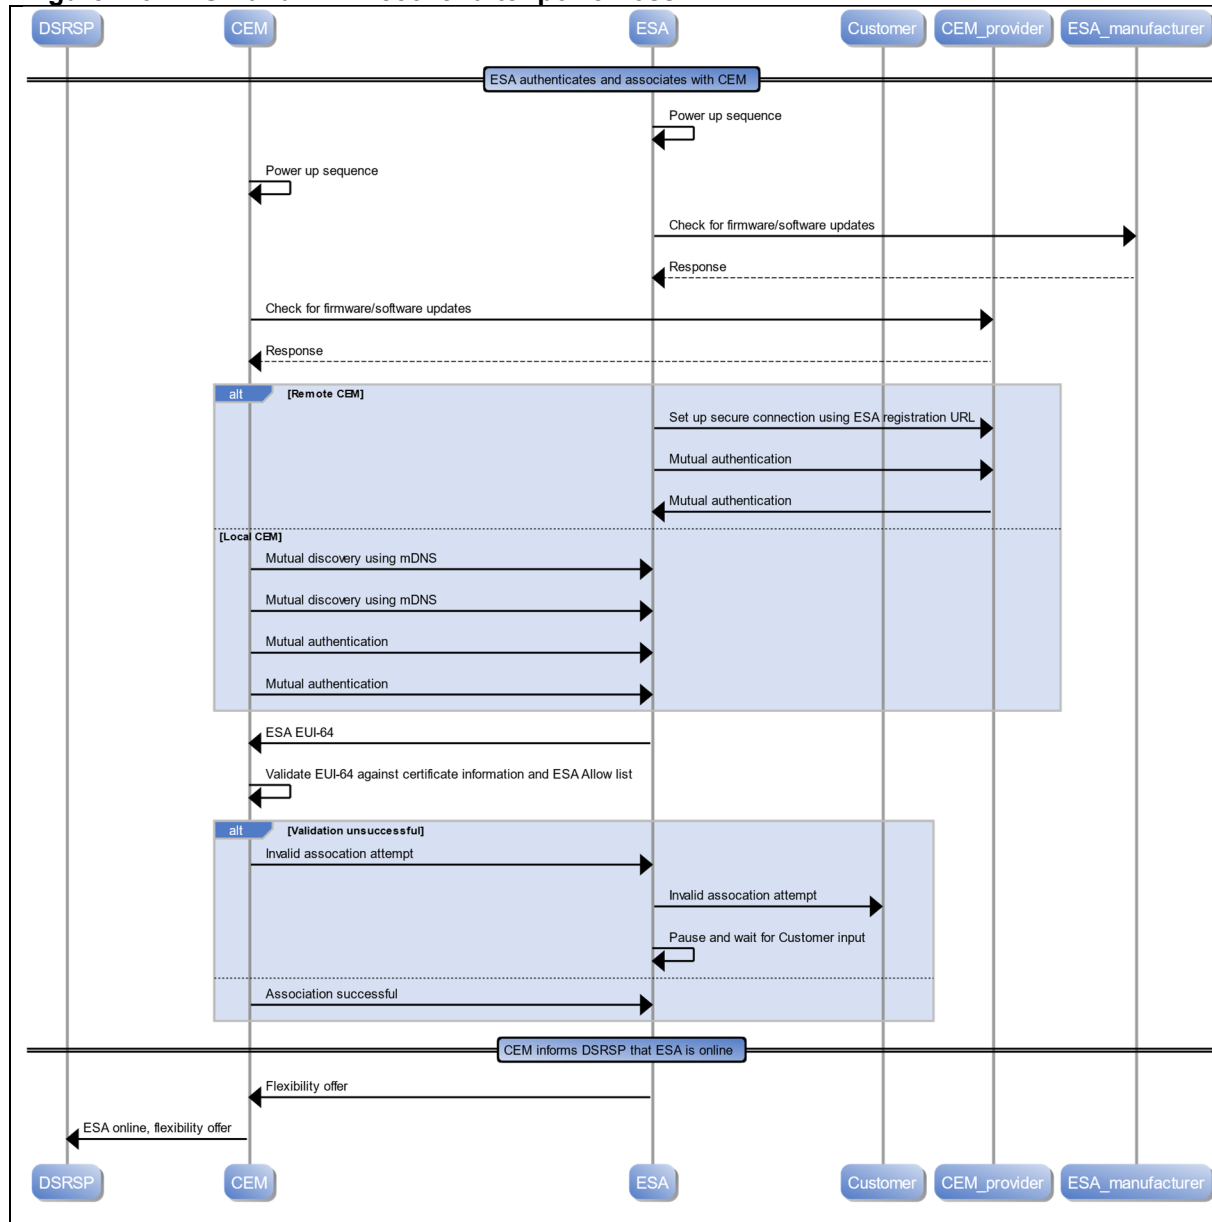 DSRSP CEM ESA Customer CEM_provider ESA_manufacturer
ESA authenticates and associates with CEM
Power up sequence
Power up sequence
Check for firmware/software updates
Response
Check for firmware/software updates
Response
alt [Remote CEM]
Set up secure connection using ESA registration URL
Mutual authentication
Mutual authentication
[Local CEM]
Mutual discovery using mDNS
Mutual discovery using mDNS
Mutual authentication
Mutual authentication
ESA EUI-64
Validate EUI-64 against certificate information and ESA Allow list
alt [Validation unsuccessful]
Invalid assocation attempt
Invalid assocation attempt
Pause and wait for Customer input
Association successful
CEM informs DSRSP that ESA is online
Flexibility offer
ESA online, flexibility offer
DSRSP CEM ESA Customer CEM_provider ESA_manufacturer